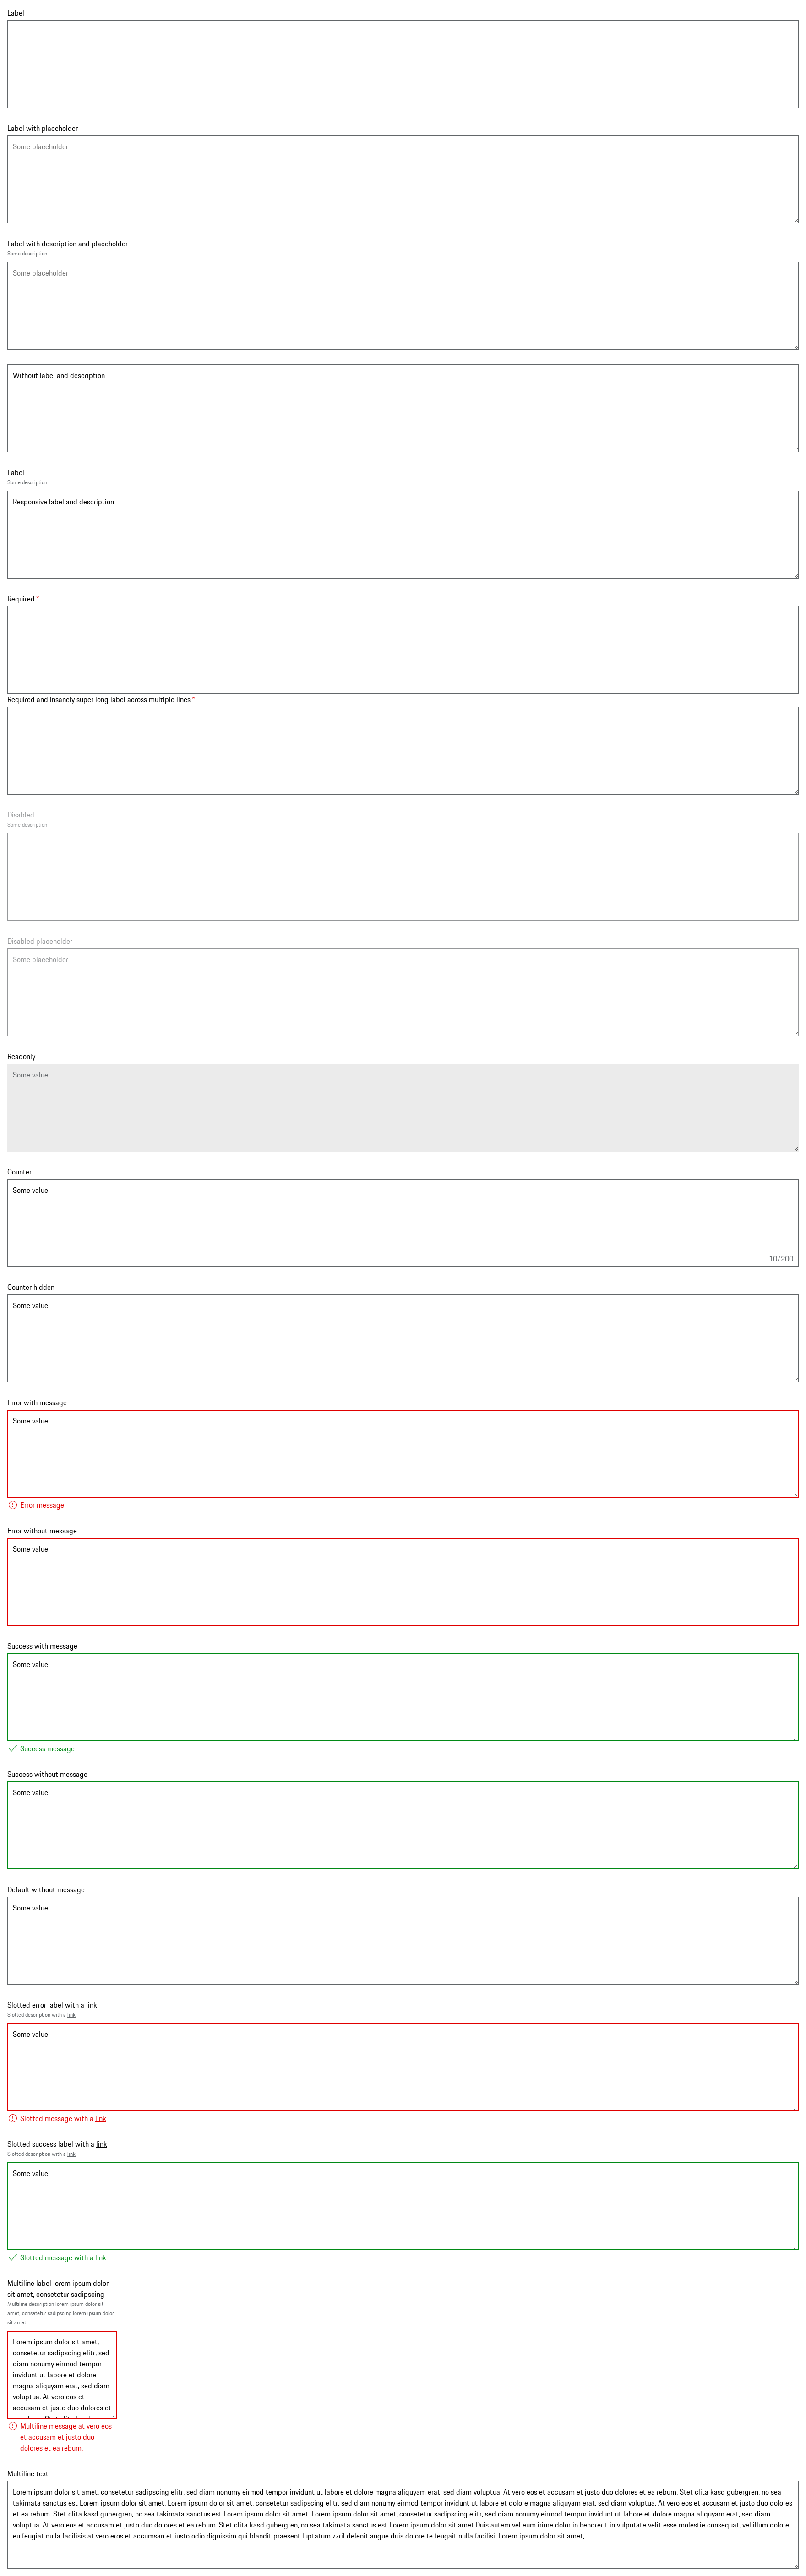 Label
Label with placeholder
Some placeholder
Label with description and placeholder
Some description
Some placeholder
Without label and description
Label
Some description
Responsive label and description
Required *
Required and insanely super long label across multiple lines *
Disabled
Some description
Disabled placeholder
Some placeholder
Readonly
Some value
Counter
Some value
10/200
Counter hidden
Some value
Error with message
Some value
Error message
Error without message
Some value
Success with message
Some value
Success message
Success without message
Some value
Default without message
Some value
Slotted error label with a link
Slotted description with a link
Some value
Slotted message with a link
Slotted success label with a link
Slotted description with a link
Some value
Slotted message with a link
Multiline label lorem ipsum dolor
sit amet, consetetur sadipscing
Multiline description lorem ipsum dolor sit
amet, consetetur sadipscing lorem ipsum dolor
sit amet
Lorem ipsum dolor sit amet,
consetetur sadipscing elitr, sed
diam nonumy eirmod tempor
invidunt ut labore et dolore
magna aliquyam erat, sed diam
voluptua. At vero eos et
accusam et justo duo dolores et
Multiline message at vero eos
et accusam et justo duo
dolores et ea rebum.
Multiline text
Lorem ipsum dolor sit amet, consetetur sadipscing elitr, sed diam nonumy eirmod tempor invidunt ut labore et dolore magna aliquyam erat, sed diam voluptua. At vero eos et accusam et justo duo dolores et ea rebum. Stet clita kasd gubergren, no sea
takimata sanctus est Lorem ipsum dolor sit amet. Lorem ipsum dolor sit amet, consetetur sadipscing elitr, sed diam nonumy eirmod tempor invidunt ut labore et dolore magna aliquyam erat, sed diam voluptua. At vero eos et accusam et justo duo dolores
et ea rebum. Stet clita kasd gubergren, no sea takimata sanctus est Lorem ipsum dolor sit amet. Lorem ipsum dolor sit amet, consetetur sadipscing elitr, sed diam nonumy eirmod tempor invidunt ut labore et dolore magna aliquyam erat, sed diam
voluptua. At vero eos et accusam et justo duo dolores et ea rebum. Stet clita kasd gubergren, no sea takimata sanctus est Lorem ipsum dolor sit amet.Duis autem vel eum iriure dolor in hendrerit in vulputate velit esse molestie consequat, vel illum dolore
eu feugiat nulla facilisis at vero eros et accumsan et iusto odio dignissim qui blandit praesent luptatum zzril delenit augue duis dolore te feugait nulla facilisi. Lorem ipsum dolor sit amet,